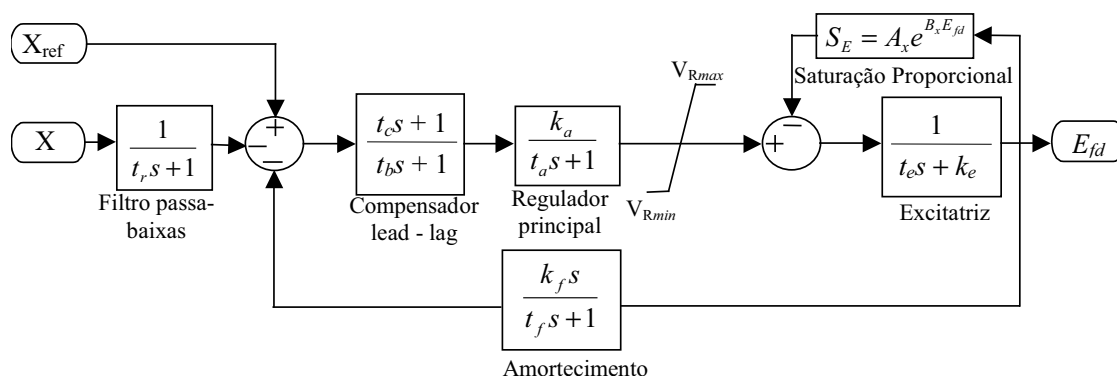 X_ref
X
1
t_r s + 1
Filtro passa-
baixas
+
−
−
t_c s + 1
t_b s + 1
Compensador
lead - lag
k_a
t_a s + 1
Regulador
principal
V_Rmax
V_Rmin
S_E = A_x e^{B_x E_fd}
Saturação Proporcional
−
+
1
t_e s + k_e
Excitatriz
E_fd
k_f s
t_f s + 1
Amortecimento